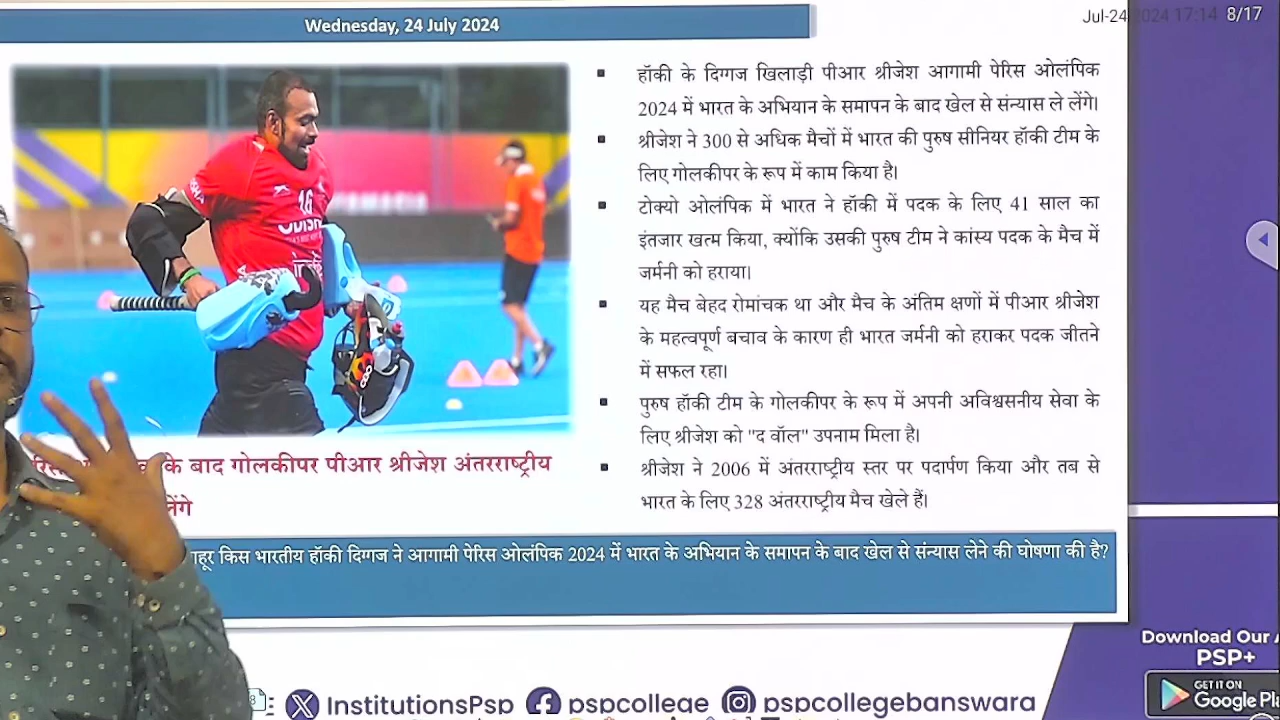 Wednesday, 24 July 2024
Jul-24-2024 17:14 8/17
16
ODISHA
हॉकी के दिग्गज खिलाड़ी पीआर श्रीजेश आगामी पेरिस ओलंपिक
2024 में भारत के अभियान के समापन के बाद खेल से संन्यास ले लेंगे।
श्रीजेश ने 300 से अधिक मैचों में भारत की पुरुष सीनियर हॉकी टीम के
लिए गोलकीपर के रूप में काम किया है।
टोक्यो ओलंपिक में भारत ने हॉकी में पदक के लिए 41 साल का
इंतजार खत्म किया, क्योंकि उसकी पुरुष टीम ने कांस्य पदक के मैच में
जर्मनी को हराया।
यह मैच बेहद रोमांचक था और मैच के अंतिम क्षणों में पीआर श्रीजेश
के महत्वपूर्ण बचाव के कारण ही भारत जर्मनी को हराकर पदक जीतने
में सफल रहा।
पुरुष हॉकी टीम के गोलकीपर के रूप में अपनी अविश्वसनीय सेवा के
लिए श्रीजेश को "द वॉल" उपनाम मिला है।
श्रीजेश ने 2006 में अंतरराष्ट्रीय स्तर पर पदार्पण किया और तब से
भारत के लिए 328 अंतरराष्ट्रीय मैच खेले हैं।
के बाद गोलकीपर पीआर श्रीजेश अंतरराष्ट्रीय
किस भारतीय हॉकी दिग्गज ने आगामी पेरिस ओलंपिक 2024 में भारत के अभियान के समापन के बाद खेल से संन्यास लेने की घोषणा की है?
Download Our
PSP+
GET IT ON
Google Pl
InstitutionsPsp pspcollege pspcollegebanswara